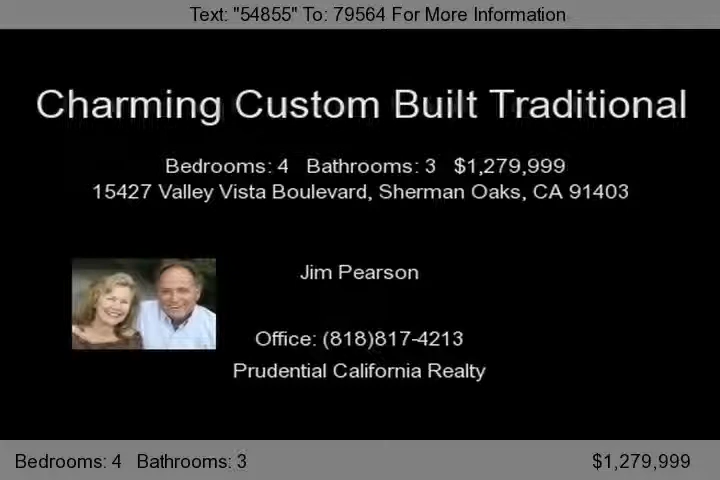 Text: "54855" To: 79564 For More Information
Charming Custom Built Traditional
Bedrooms: 4 Bathrooms: 3 $1,279,999
15427 Valley Vista Boulevard, Sherman Oaks, CA 91403
Jim Pearson
Office: (818)817-4213
Prudential California Realty
Bedrooms: 4 Bathrooms: 3 $1,279,999